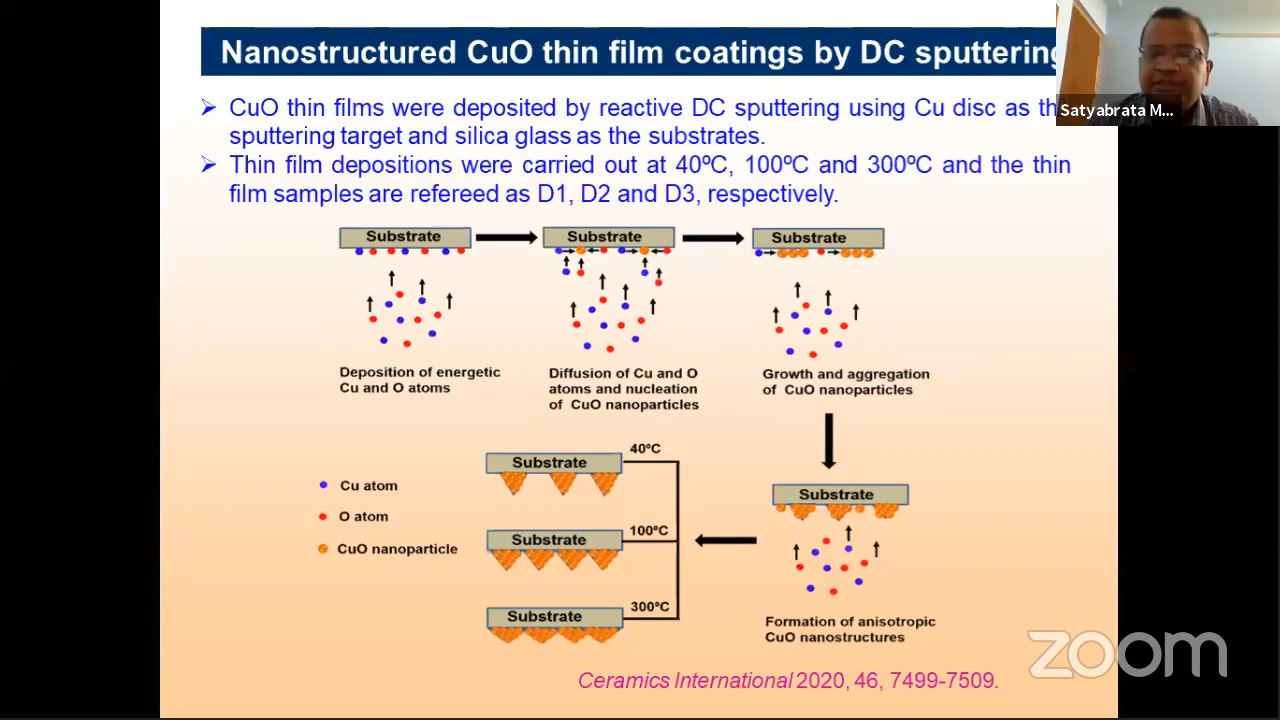 Nanostructured CuO thin film coatings by DC sputtering
➢ CuO thin films were deposited by reactive DC sputtering using Cu disc as th
sputtering target and silica glass as the substrates.
➢ Thin film depositions were carried out at 40ºC, 100ºC and 300ºC and the thin
film samples are refereed as D1, D2 and D3, respectively.
Satyabrata M...
Substrate
Substrate
Substrate
Deposition of energetic
Cu and O atoms
Diffusion of Cu and O
atoms and nucleation
of CuO nanoparticles
Growth and aggregation
of CuO nanoparticles
40ºC
Substrate
100ºC
Substrate
300ºC
Substrate
Substrate
Cu atom
O atom
CuO nanoparticle
Formation of anisotropic
CuO nanostructures
zoom
Ceramics International 2020, 46, 7499-7509.